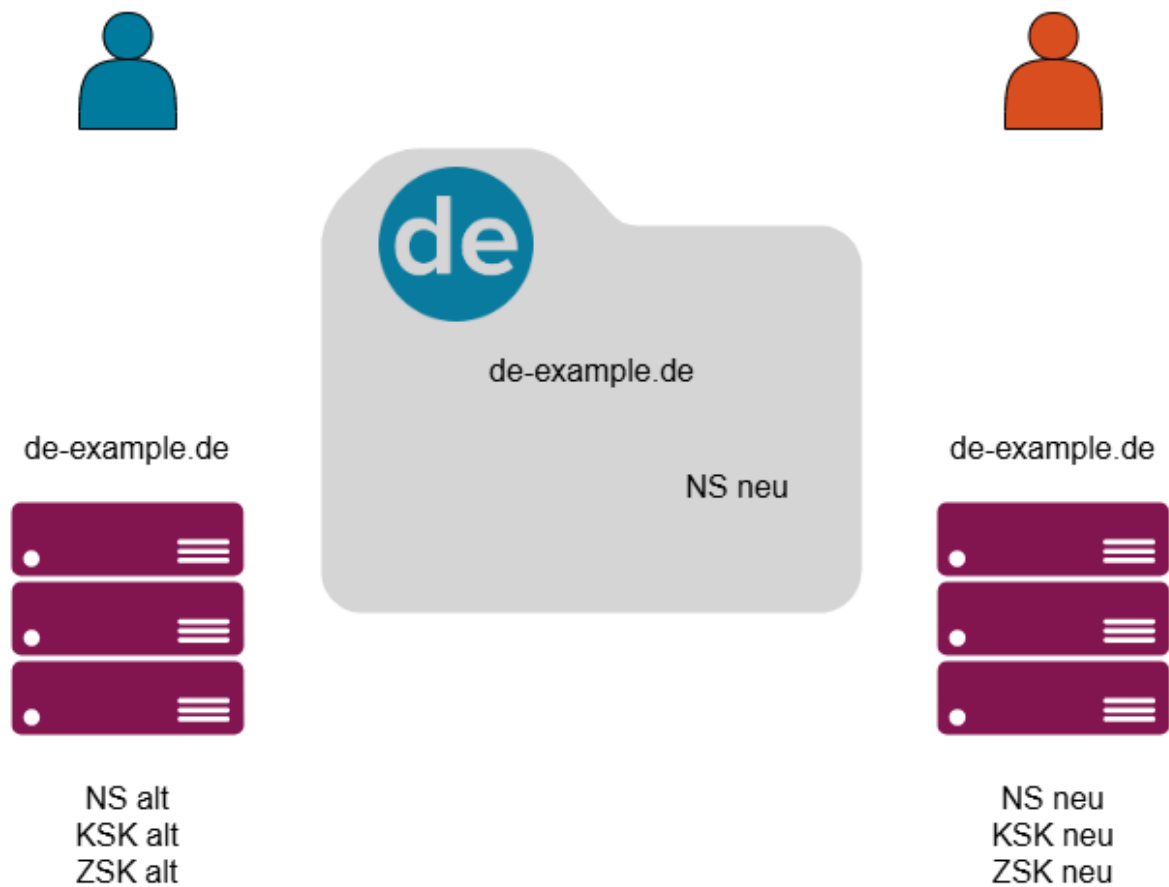 de
de-example.de
de-example.de
NS alt
KSK alt
ZSK alt
NS neu
de-example.de
NS neu
KSK neu
ZSK neu